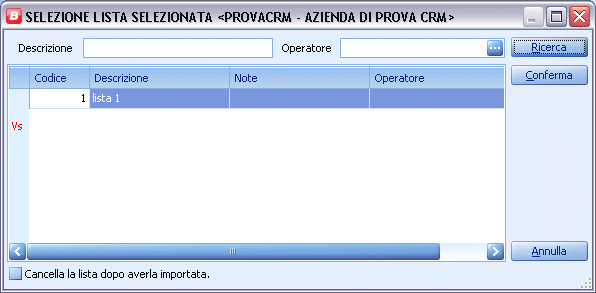 B SELEZIONE LISTA SELEZIONATA <PROVACRM - AZIENDA DI PROVA CRM>
Descrizione Operatore ... Ricerca
Codice Descrizione Note Operatore Conferma
1 lista 1
Vs
Annulla
Cancella la lista dopo averla importata.